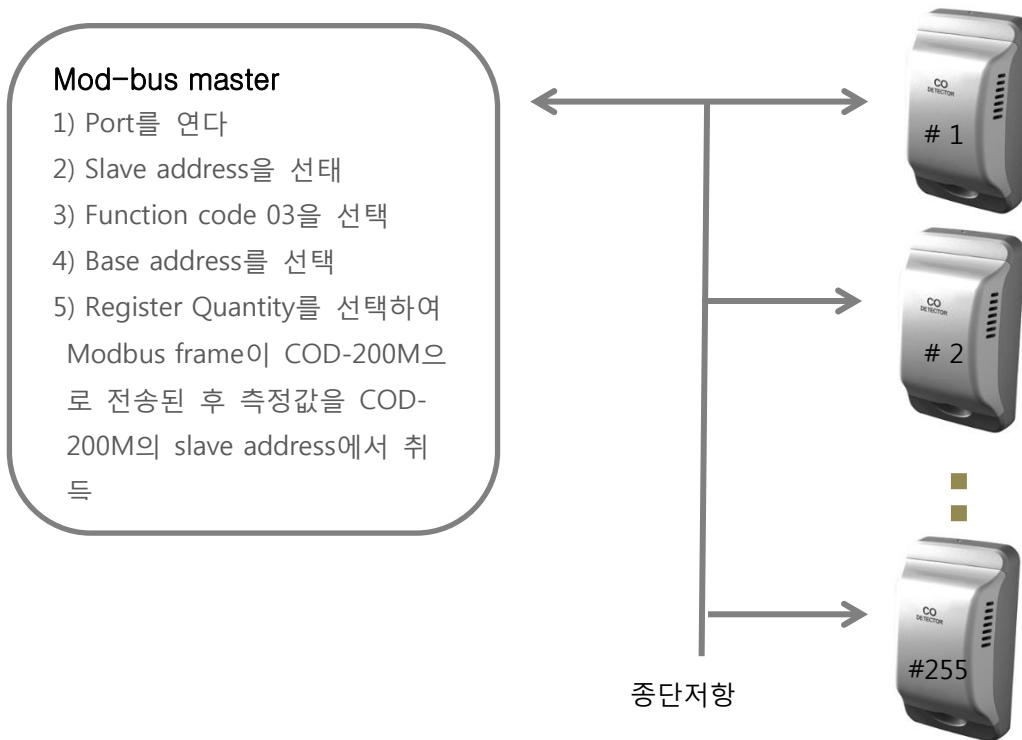 Mod-bus master
1) Port를 연다
2) Slave address을 선태
3) Function code 03을 선택
4) Base address를 선택
5) Register Quantity를 선택하여
Modbus frame이 COD-200M으
로 전송된 후 측정값을 COD-
200M의 slave address에서 취
득
CO
DETECTOR
# 1
CO
DETECTOR
# 2
CO
DETECTOR
#255
종단저항